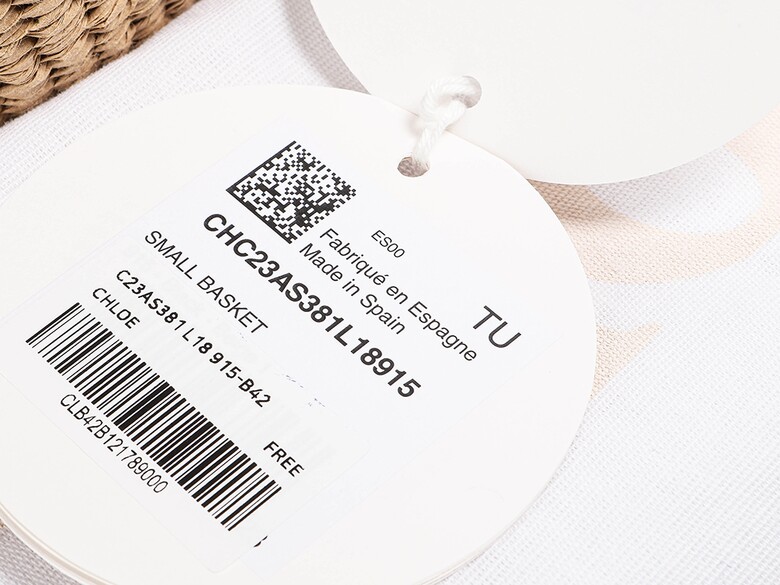 ES00
Fabriqué en Espagne
Made in Spain
TU
CHC23AS381L18915
SMALL BASKET
C23AS381 L18 915-B42
CHLOE
FREE
CLB42B121789000